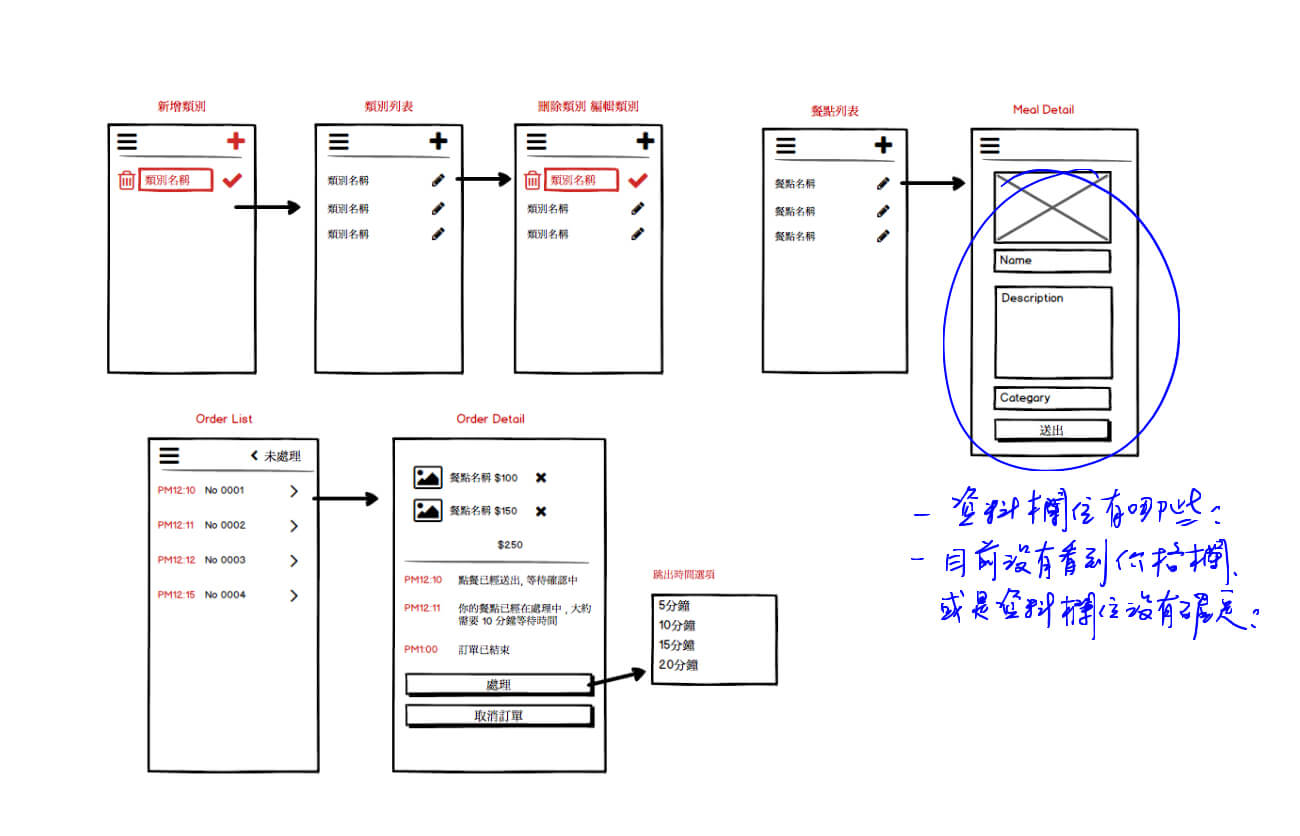 新增類別
類別名稱
類別列表
類別名稱
類別名稱
類別名稱
刪除類別 編輯類別
類別名稱
類別名稱
類別名稱
餐點列表
餐點名稱
餐點名稱
餐點名稱
Meal Detail
Name
Description
Category
送出
Order List
未處理
PM12:10 No 0001
PM12:11 No 0002
PM12:12 No 0003
PM12:15 No 0004
Order Detail
餐點名稱 $100
餐點名稱 $150
$250
PM12:10 點餐已經送出, 等待確認中
PM12:11 你的餐點已經在處理中 , 大約
需要 10 分鐘等待時間
PM1:00 訂單已結束
處理
取消訂單
跳出時間選項
5分鐘
10分鐘
15分鐘
20分鐘
- 資料欄位有哪些?
- 目前沒有看到價格欄、
或是資料欄位沒有確定?